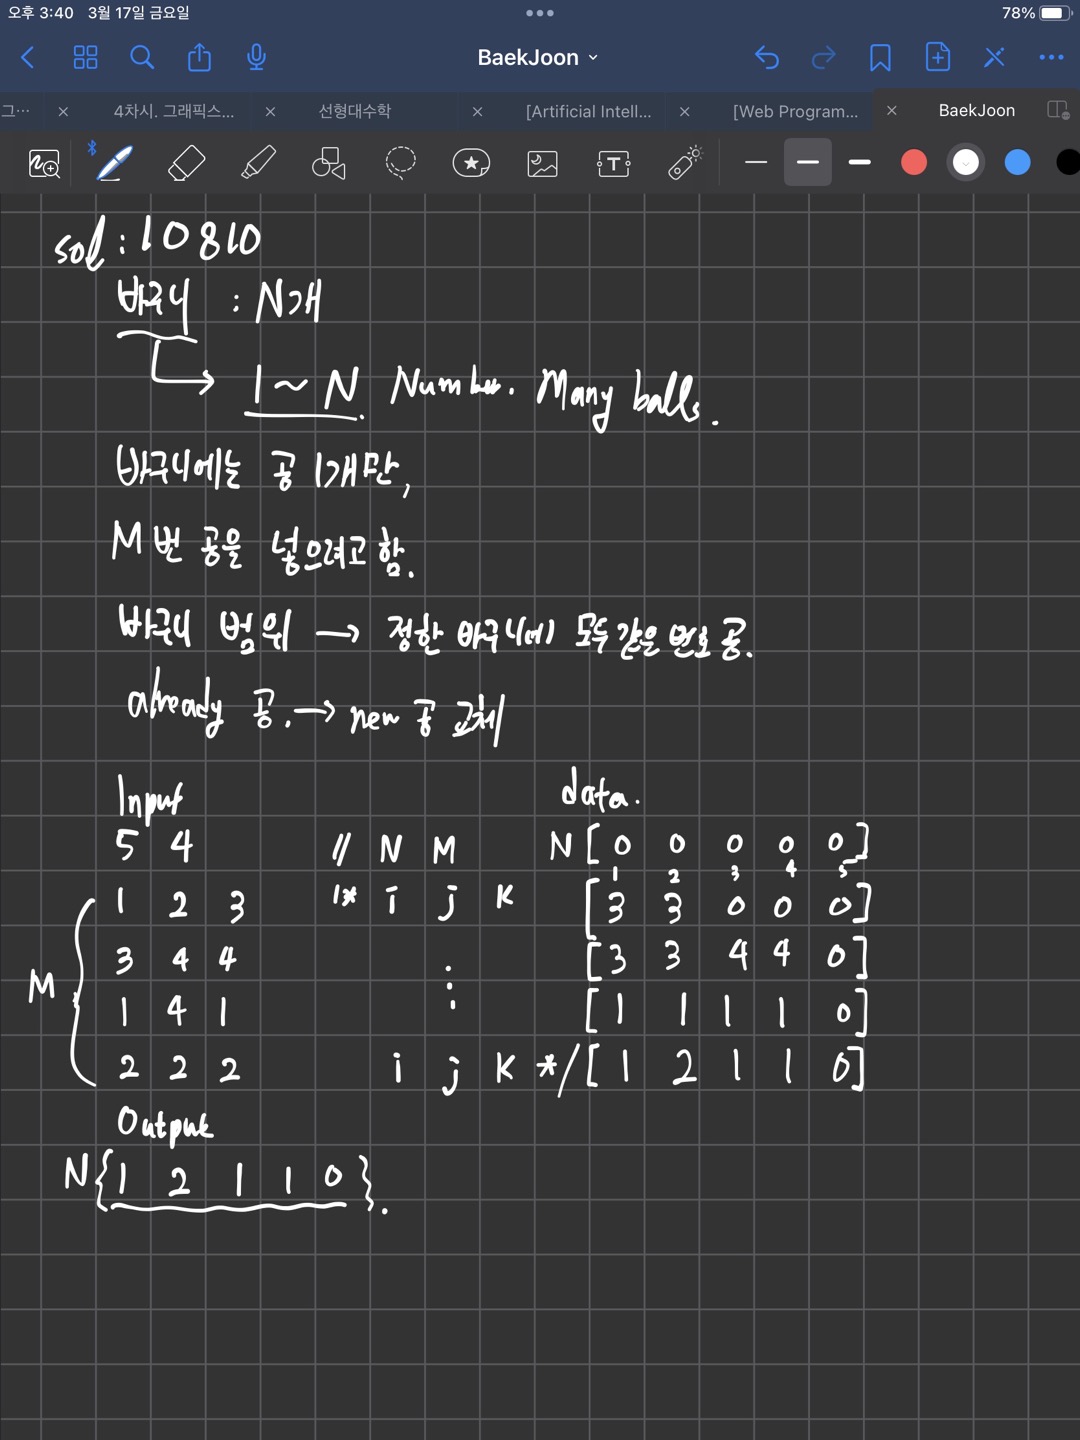 오후 3:40 3월 17일 금요일 78%
BaekJoon
그… 4차시. 그래픽스... 선형대수학 [Artificial Intell... [Web Program... BaekJoon
sol : 10810
바구니 : N개
1 ~ N Number. Many balls.
바구니에는 공 1개만,
M번 공을 넣으려고 함.
바구니 범위 → 정한 바구니에 모두 같은 번호 공.
already 공. → new 공 교체
Input data.
5 4 // N M N [ 0 0 0 0 0 ]
1 2 3 4 5
1 2 3 1* i j k [ 3 3 0 0 0 ]
3 4 4 [ 3 3 4 4 0 ]
M
1 4 1 [ 1 1 1 1 0 ]
2 2 2 i j k */ [ 1 2 1 1 0 ]
Output
N { 1 2 1 1 0 }.